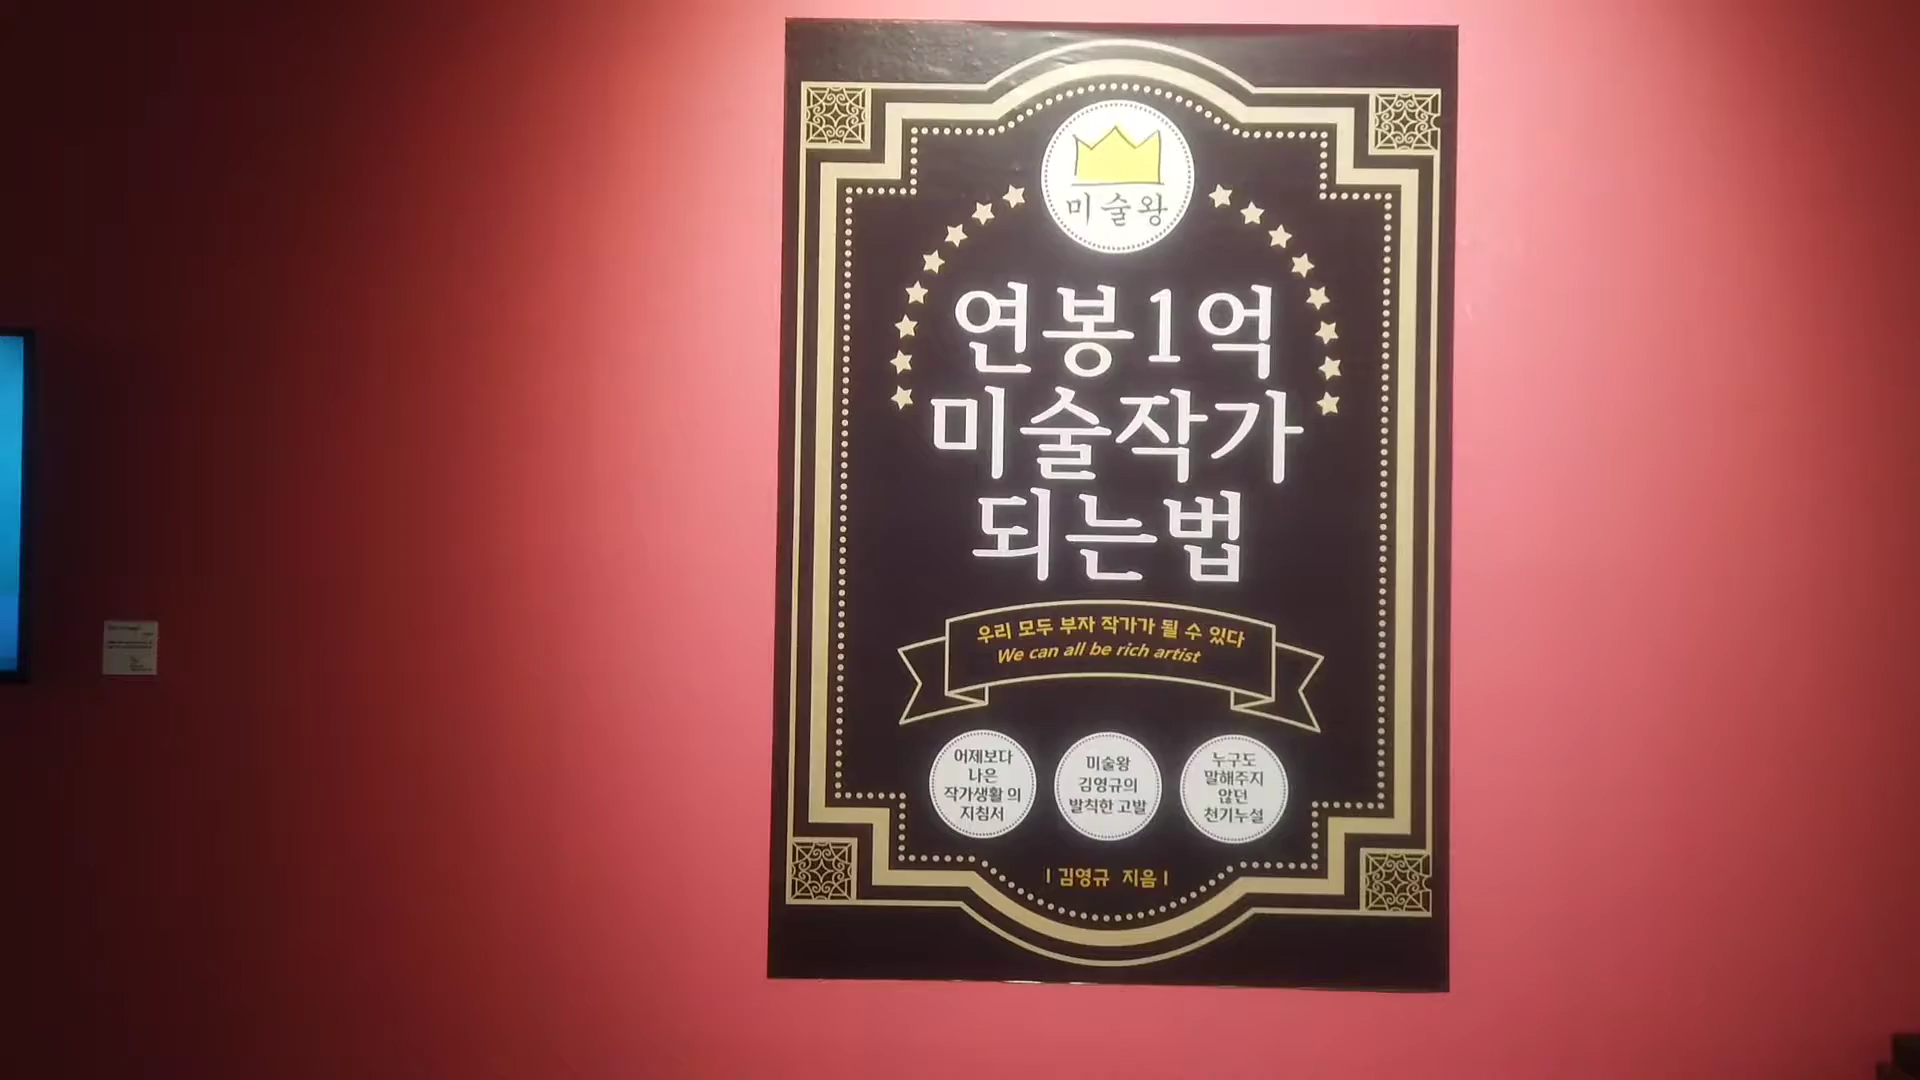 미술왕
연봉1억
미술작가
되는법
우리 모두 부자 작가가 될 수 있다
We can all be rich artist
어제보다
나은
작가생활 의
지침서
미술왕
김영규의
발칙한 고발
누구도
말해주지
않던
천기누설
| 김영규 지음 |